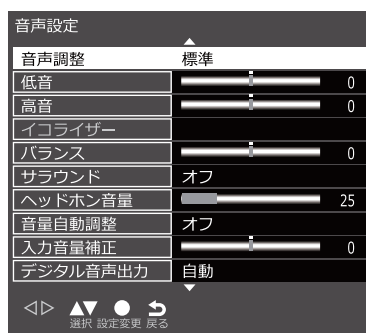 音声設定
音声調整 標準
低音 0
高音 0
イコライザー
バランス 0
サラウンド オフ
ヘッドホン音量 25
音量自動調整 オフ
入力音量補正 0
デジタル音声出力 自動
選択 設定変更 戻る